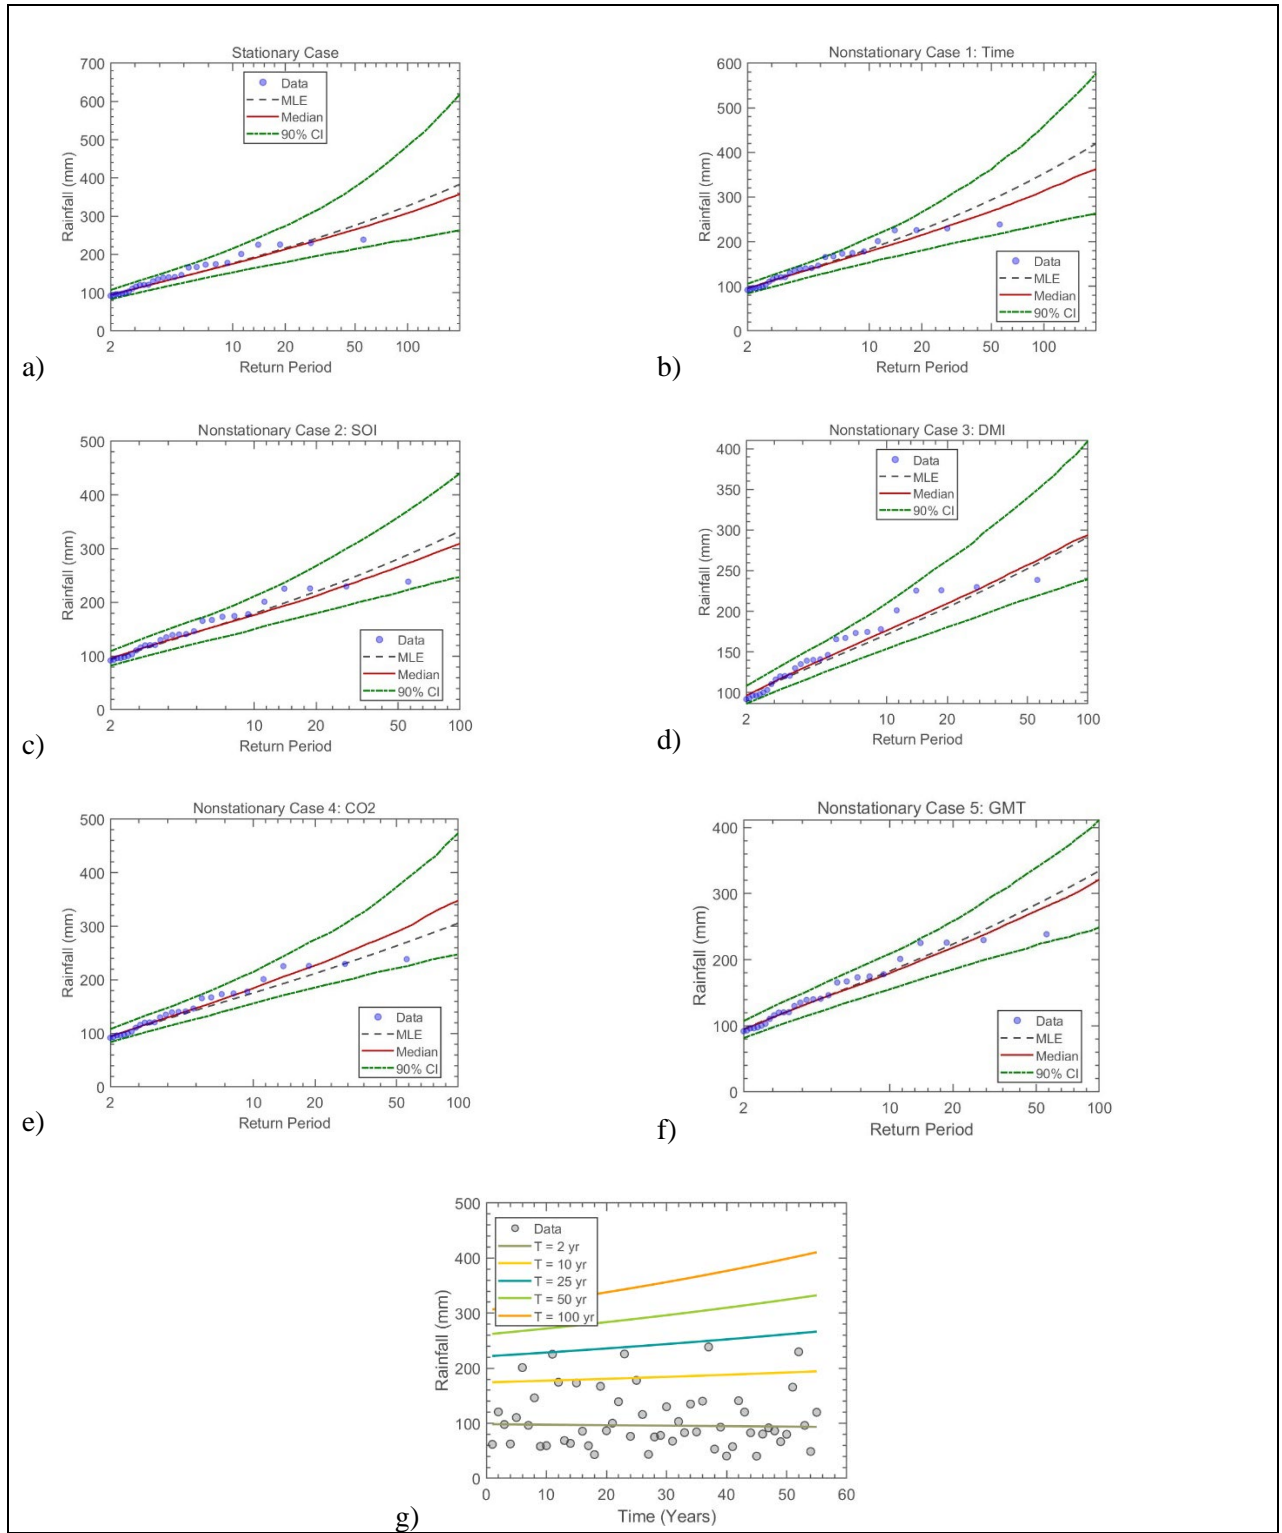 Stationary Case
700
600
500
400
300
200
100
0
Rainfall (mm)
Data
MLE
Median
90% CI
2 10 20 50 100
Return Period
a)
Nonstationary Case 1: Time
600
500
400
300
200
100
0
Rainfall (mm)
Data
MLE
Median
90% CI
2 10 20 50 100
Return Period
b)
Nonstationary Case 2: SOI
500
400
300
200
100
0
Rainfall (mm)
Data
MLE
Median
90% CI
2 10 20 50 100
Return Period
c)
Nonstationary Case 3: DMI
400
350
300
250
200
150
100
Rainfall (mm)
Data
MLE
Median
90% CI
2 10 20 50 100
Return Period
d)
Nonstationary Case 4: CO2
500
400
300
200
100
0
Rainfall (mm)
Data
MLE
Median
90% CI
2 10 20 50 100
Return Period
e)
Nonstationary Case 5: GMT
400
300
200
100
0
Rainfall (mm)
Data
MLE
Median
90% CI
2 10 20 50 100
Return Period
f)
500
400
300
200
100
0
Rainfall (mm)
Data
T = 2 yr
T = 10 yr
T = 25 yr
T = 50 yr
T = 100 yr
0 10 20 30 40 50 60
Time (Years)
g)